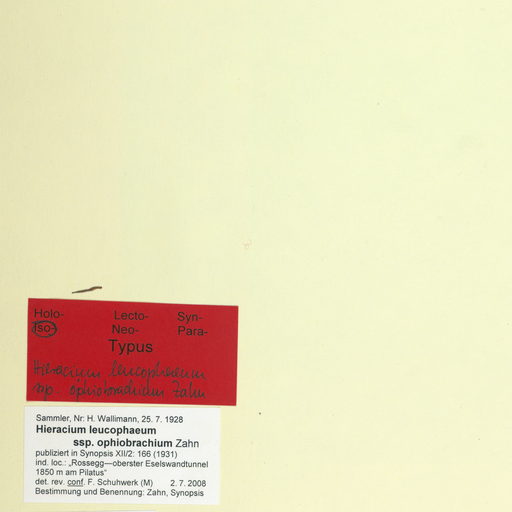 Holo- Lecto- Syn-
Iso- Neo- Para-
Typus
Hieracium leucophaeum
ssp. ophiobrachium Zahn
Sammler, Nr: H. Wallimann, 25. 7. 1928
Hieracium leucophaeum
ssp. ophiobrachium Zahn
publiziert in Synopsis XII/2: 166 (1931)
ind. loc.: „Rossegg—oberster Eselswandtunnel
1850 m am Pilatus“
det. rev. conf. F. Schuhwerk (M) 2. 7. 2008
Bestimmung und Benennung: Zahn, Synopsis